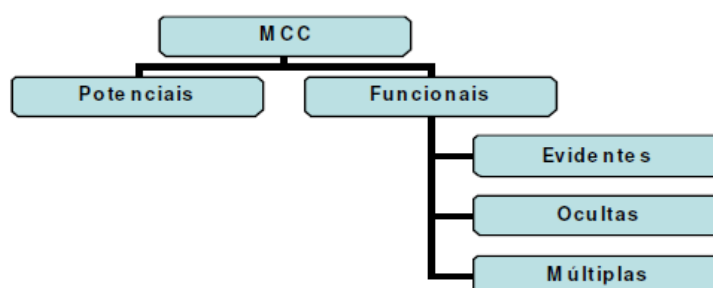 MCC
Potenciais
Funcionais
Evidentes
Ocultas
Múltiplas